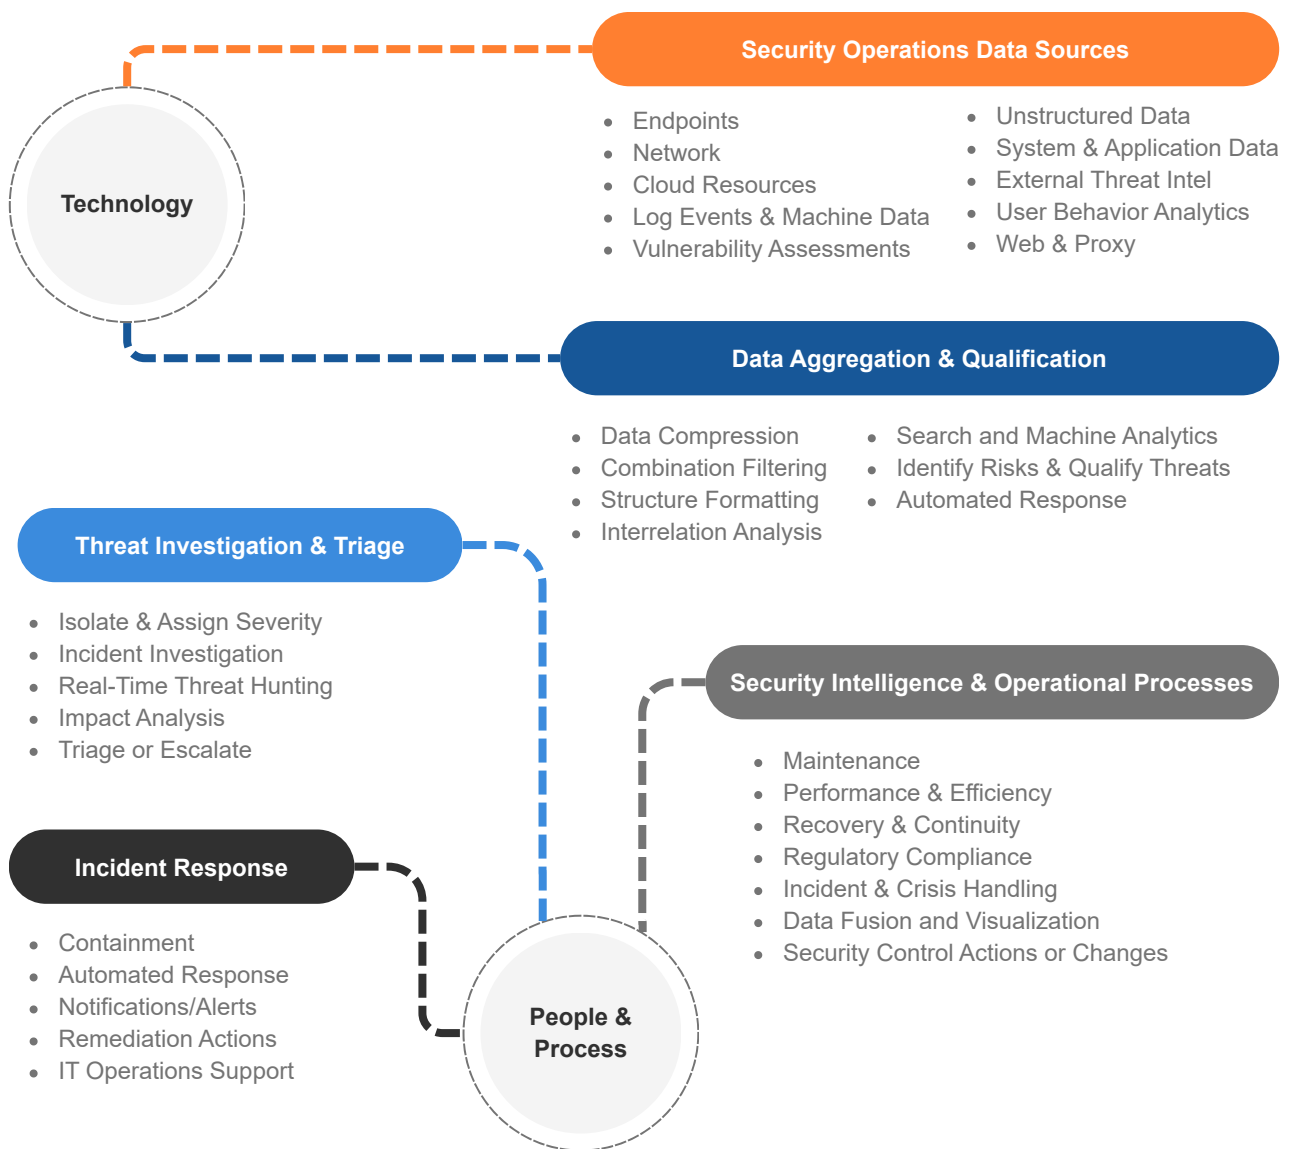 Security Operations Data Sources
Technology
Endpoints
Network
Cloud Resources
Log Events & Machine Data
Vulnerability Assessments
Unstructured Data
System & Application Data
External Threat Intel
User Behavior Analytics
Web & Proxy
Data Aggregation & Qualification
Data Compression
Combination Filtering
Structure Formatting
Interrelation Analysis
Search and Machine Analytics
Identify Risks & Qualify Threats
Automated Response
Threat Investigation & Triage
Isolate & Assign Severity
Incident Investigation
Real-Time Threat Hunting
Impact Analysis
Triage or Escalate
Security Intelligence & Operational Processes
Maintenance
Performance & Efficiency
Recovery & Continuity
Regulatory Compliance
Incident & Crisis Handling
Data Fusion and Visualization
Security Control Actions or Changes
Incident Response
Containment
Automated Response
Notifications/Alerts
Remediation Actions
IT Operations Support
People &
Process